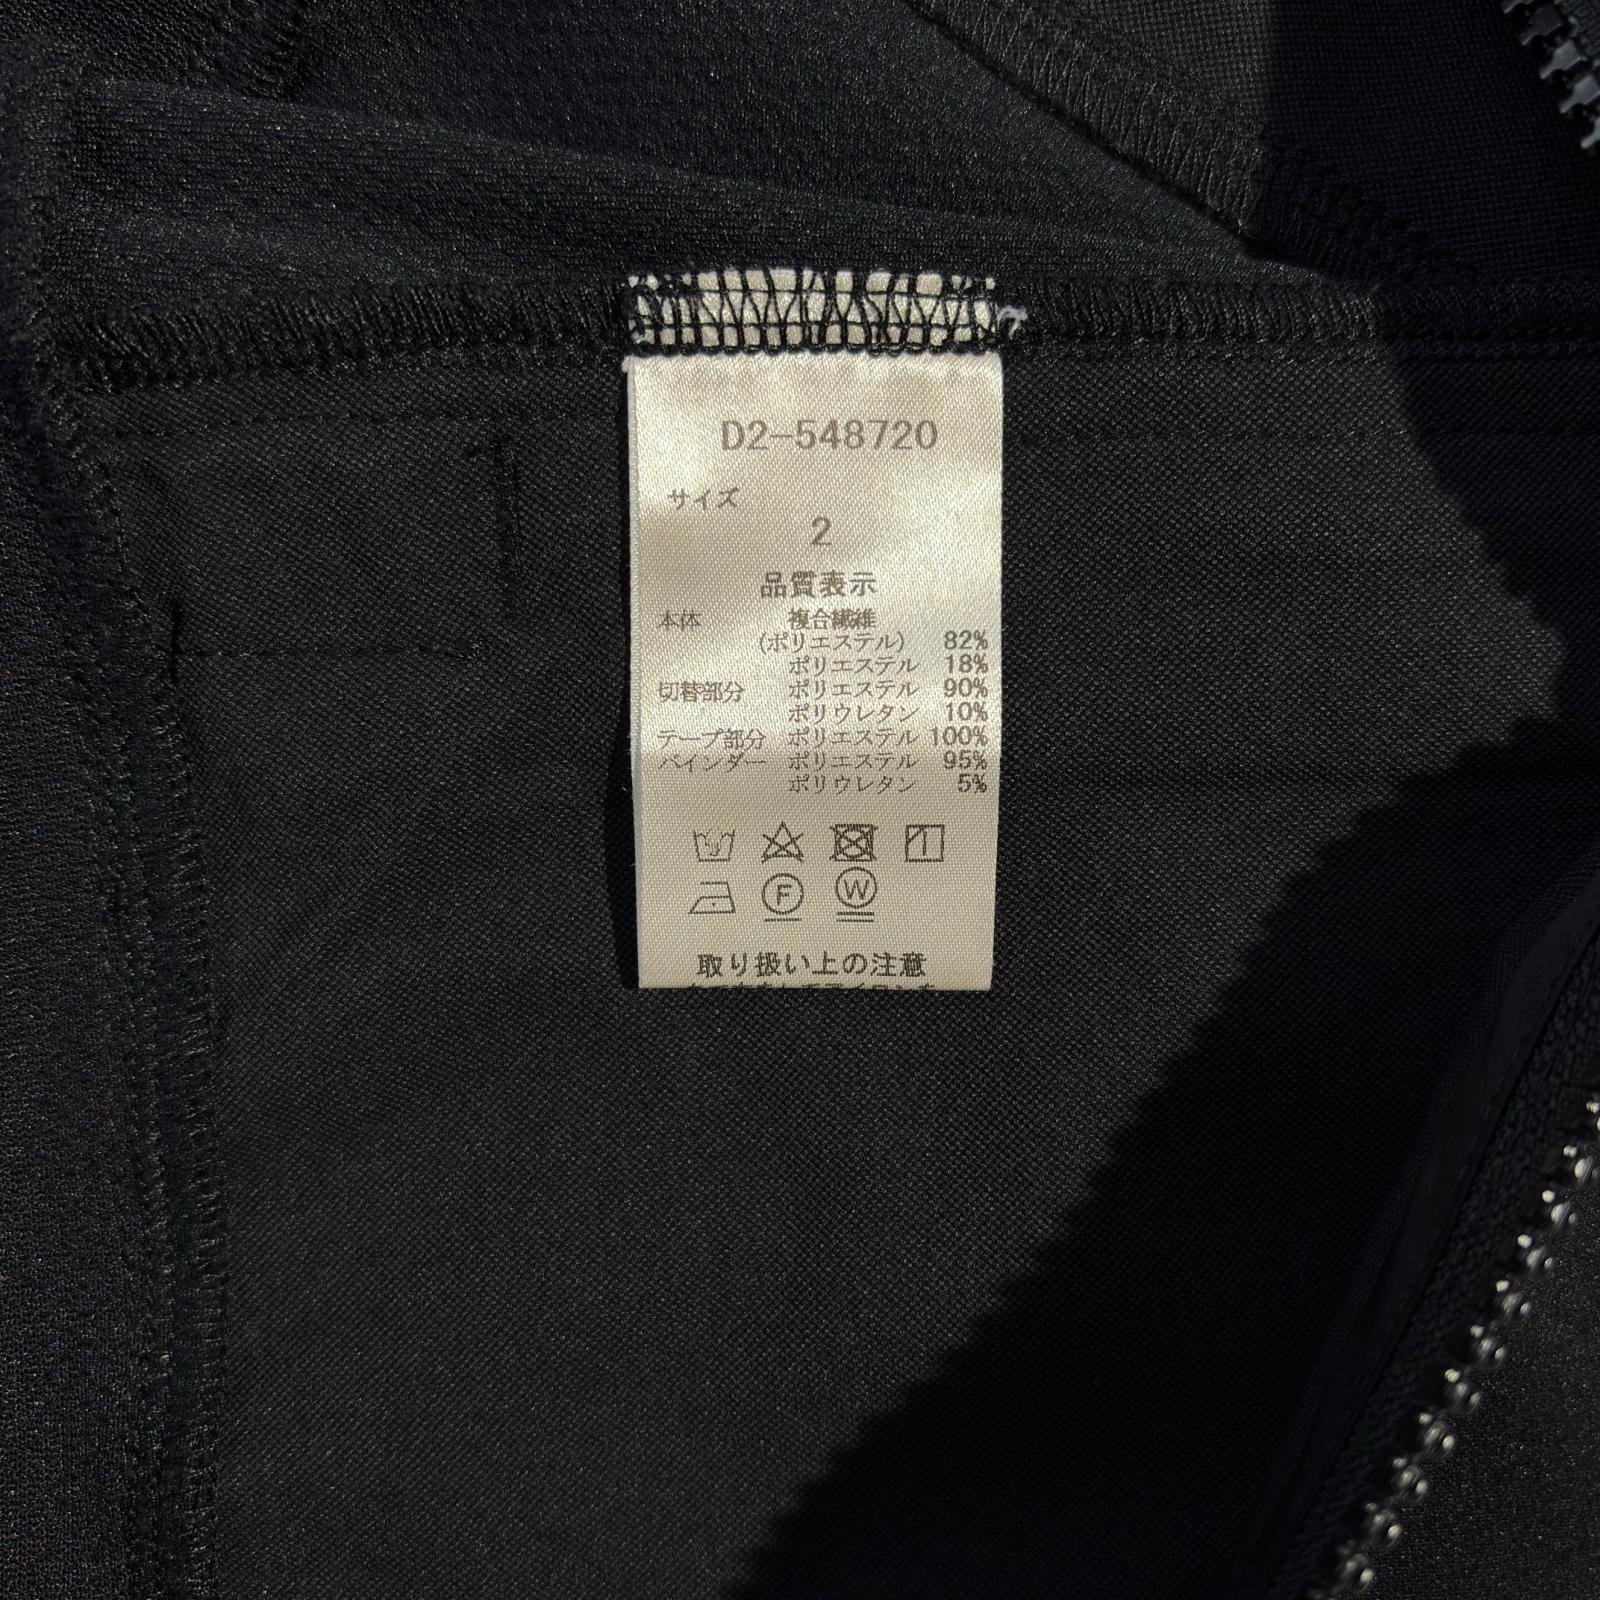 D2-548720
サイズ
2
品質表示
本体 複合繊維
(ポリエステル) 82%
ポリエステル 18%
切替部分 ポリエステル 90%
ポリウレタン 10%
テープ部分 ポリエステル 100%
バインダー ポリエステル 95%
ポリウレタン 5%
F W
取り扱い上の注意